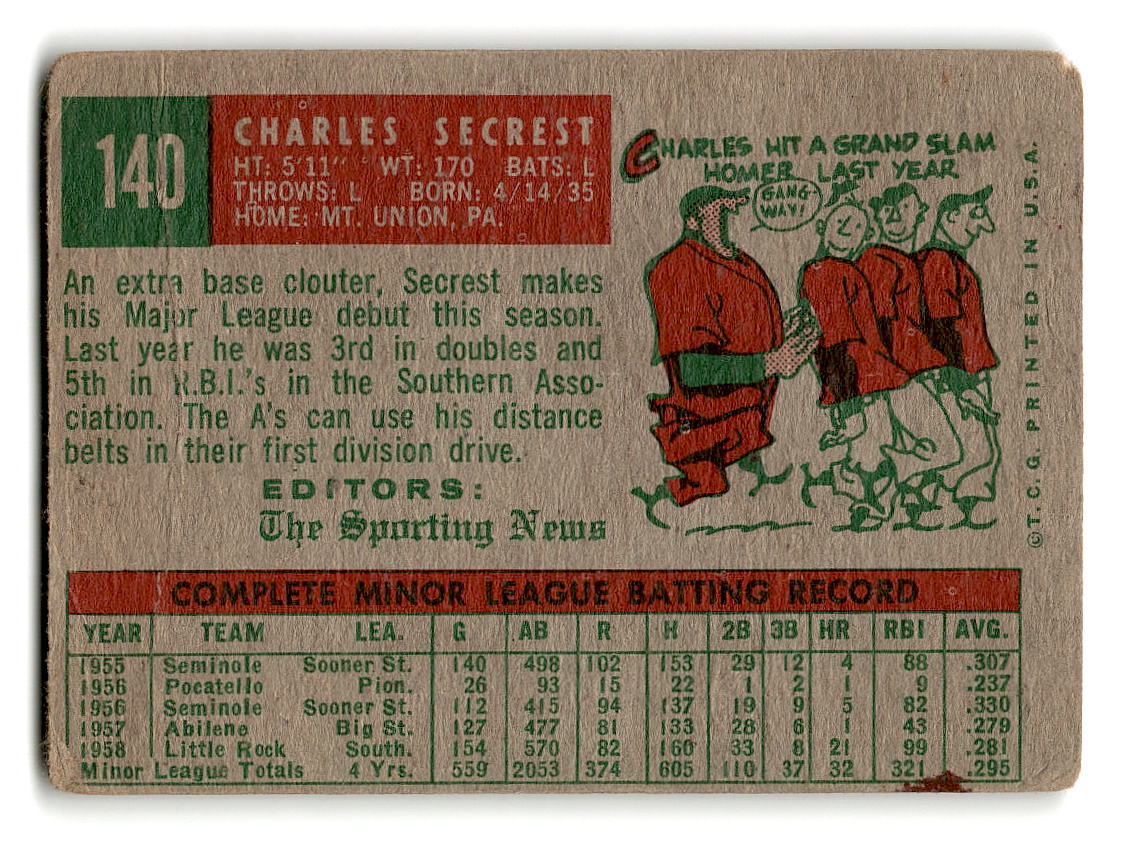 140
CHARLES SECREST
HT: 5'11" WT: 170 BATS: L
THROWS: L BORN: 4/14/35
HOME: MT. UNION, PA.
CHARLES HIT A GRAND SLAM
HOMER LAST YEAR
GANG
WAY!
An extra base clouter, Secrest makes
his Major League debut this season.
Last year he was 3rd in doubles and
5th in R.B.I.'s in the Southern Asso-
ciation. The A's can use his distance
belts in their first division drive.
EDITORS:
The Sporting News
©T. C. G. PRINTED IN U.S.A.
COMPLETE MINOR LEAGUE BATTING RECORD
YEAR TEAM LEA. G AB R H 2B 3B HR RBI AVG.
1955 Seminole Sooner St. 140 498 102 153 29 12 4 88 .307
1956 Pocatello Pion. 26 93 15 22 1 2 1 9 .237
1956 Seminole Sooner St. 112 415 94 137 19 9 5 82 .330
1957 Abilene Big St. 127 477 81 133 28 6 1 43 .279
1958 Little Rock South. 154 570 82 160 33 8 21 99 .281
Minor League Totals 4 Yrs. 559 2053 374 605 110 37 32 321 .295